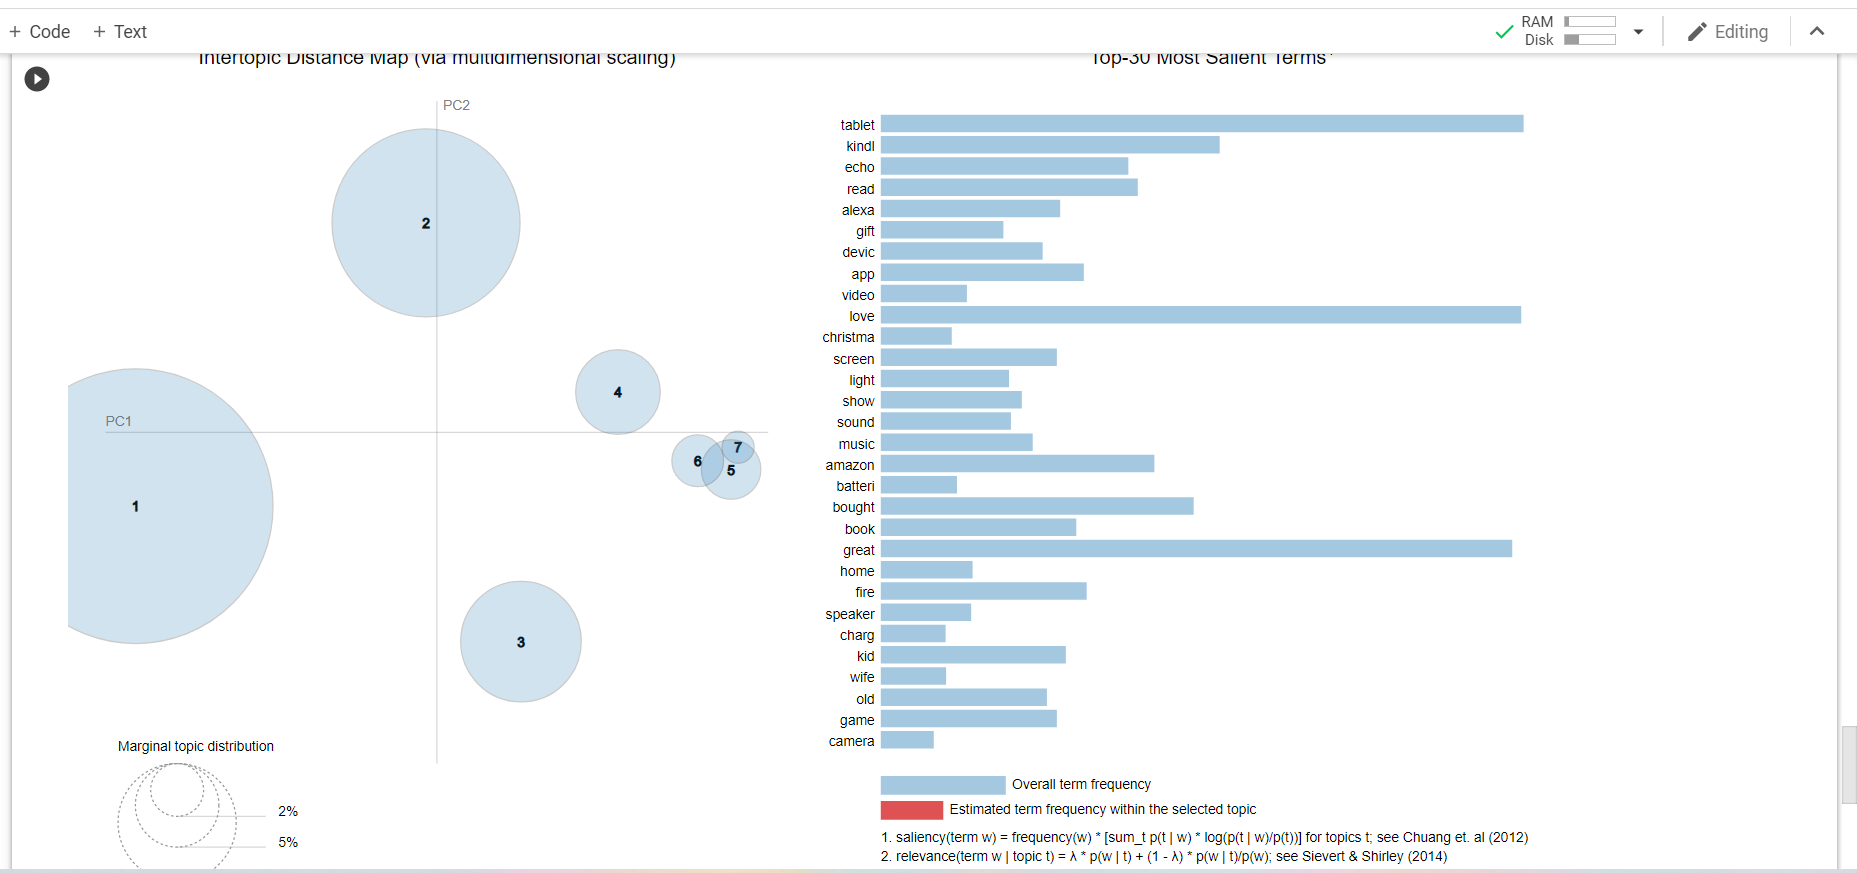 + Code + Text
RAM
Disk
Editing
Intertopic Distance Map (via multidimensional scaling)
Top-30 Most Salient Terms
PC2
PC1
1
2
3
4
5
6
7
Marginal topic distribution
2%
5%
tablet
kindl
echo
read
alexa
gift
devic
app
video
love
christma
screen
light
show
sound
music
amazon
batteri
bought
book
great
home
fire
speaker
charg
kid
wife
old
game
camera
Overall term frequency
Estimated term frequency within the selected topic
1. saliency(term w) = frequency(w) * [sum_t p(t | w) * log(p(t | w)/p(t))] for topics t; see Chuang et. al (2012)
2. relevance(term w | topic t) = λ * p(w | t) + (1 - λ) * p(w | t)/p(w); see Sievert & Shirley (2014)